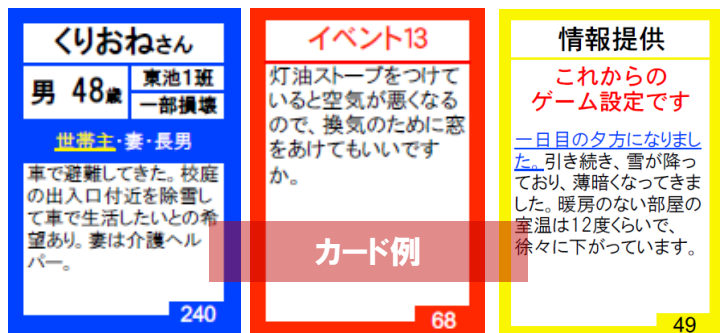 くりおねさん
男 48歳
東池1班
一部損壊
世帯主・妻・長男
車で避難してきた。校庭
の出入口付近を除雪し
て車で生活したいとの希
望あり。妻は介護ヘル
パー。
240
イベント13
灯油ストーブをつけて
いると空気が悪くなる
ので、換気のために窓
をあけてもいいです
か。
68
情報提供
これからの
ゲーム設定です
一日目の夕方になりまし
た。引き続き、雪が降っ
ており、薄暗くなってきま
した。暖房のない部屋の
室温は12度くらいで、
徐々に下がっています。
49
カード例